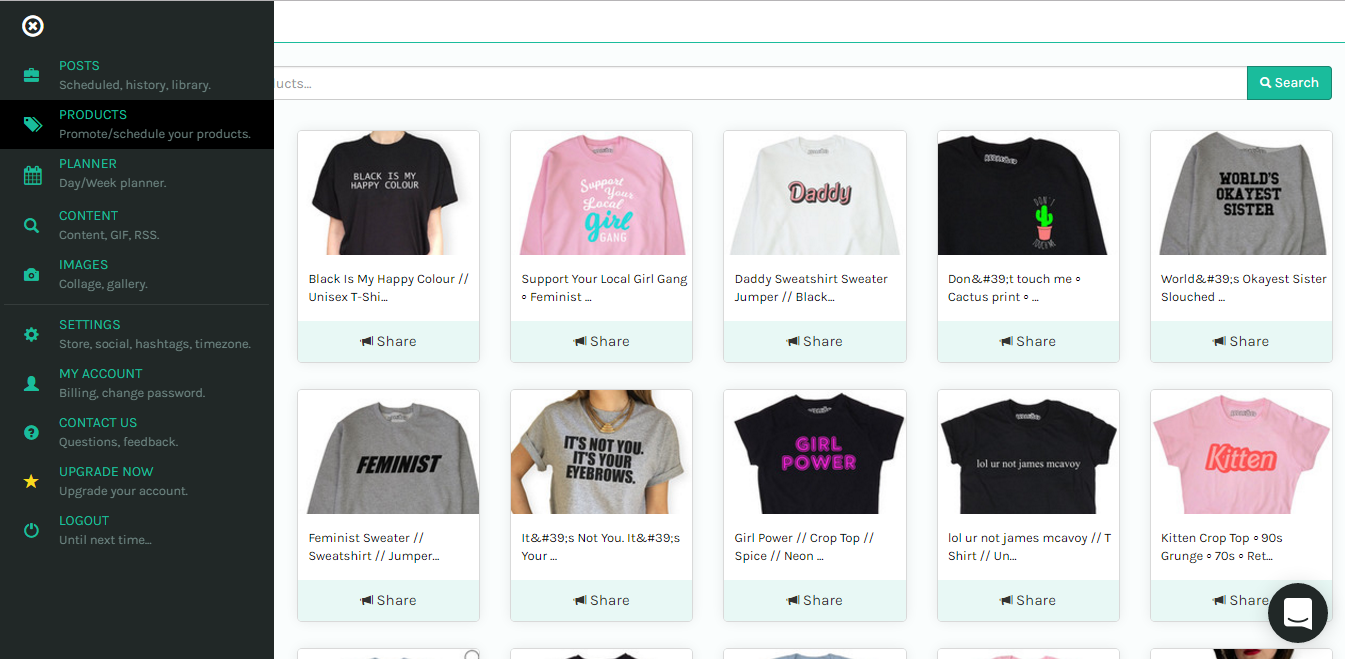 POSTS
Scheduled, history, library.
PRODUCTS
Promote/schedule your products.
PLANNER
Day/Week planner.
CONTENT
Content, GIF, RSS.
IMAGES
Collage, gallery.
SETTINGS
Store, social, hashtags, timezone.
MY ACCOUNT
Billing, change password.
CONTACT US
Questions, feedback.
UPGRADE NOW
Upgrade your account.
LOGOUT
Until next time...
ucts...
Search
BLACK IS MY
HAPPY COLOUR
Black Is My Happy Colour //
Unisex T-Shi...
Share
Support
Your
Local
girl
GANG
Support Your Local Girl Gang
∘ Feminist ...
Share
Daddy
Daddy Sweatshirt Sweater
Jumper // Black...
Share
DON'T
TOUCH ME
Don&#39;t touch me ∘
Cactus print ∘ ...
Share
WORLD'S
OKAYEST
SISTER
World&#39;s Okayest Sister
Slouched ...
Share
FEMINIST
Feminist Sweater //
Sweatshirt // Jumper...
Share
IT'S NOT YOU.
IT'S YOUR
EYEBROWS.
It&#39;s Not You. It&#39;s
Your ...
Share
GIRL
POWER
Girl Power // Crop Top //
Spice // Neon ...
Share
lol ur not james mcavoy
lol ur not james mcavoy // T
Shirt // Un...
Share
Kitten
Kitten Crop Top ∘ 90s
Grunge ∘ 70s ∘ Ret...
Share